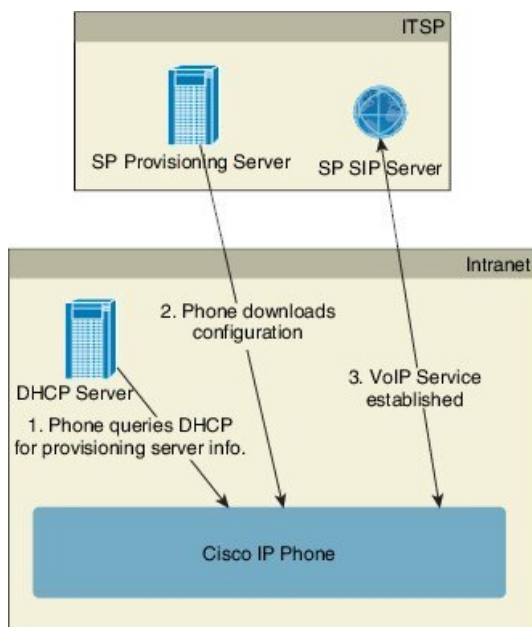 ITSP
SP Provisioning Server
SP SIP Server
Intranet
2. Phone downloads
configuration
DHCP Server
3. VoIP Service
established
1. Phone queries DHCP
for provisioning server info.
Cisco IP Phone